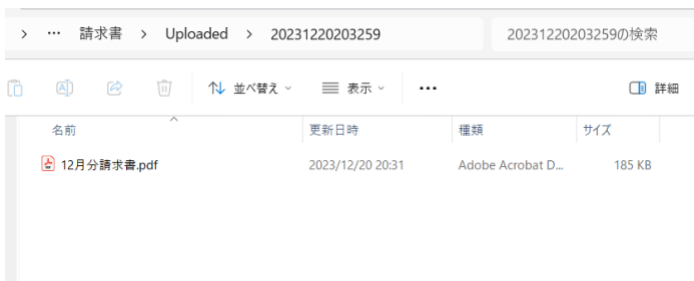 … 請求書 > Uploaded > 20231220203259 20231220203259の検索
並べ替え 表示 ••• 詳細
名前 更新日時 種類 サイズ
12月分請求書.pdf 2023/12/20 20:31 Adobe Acrobat D... 185 KB